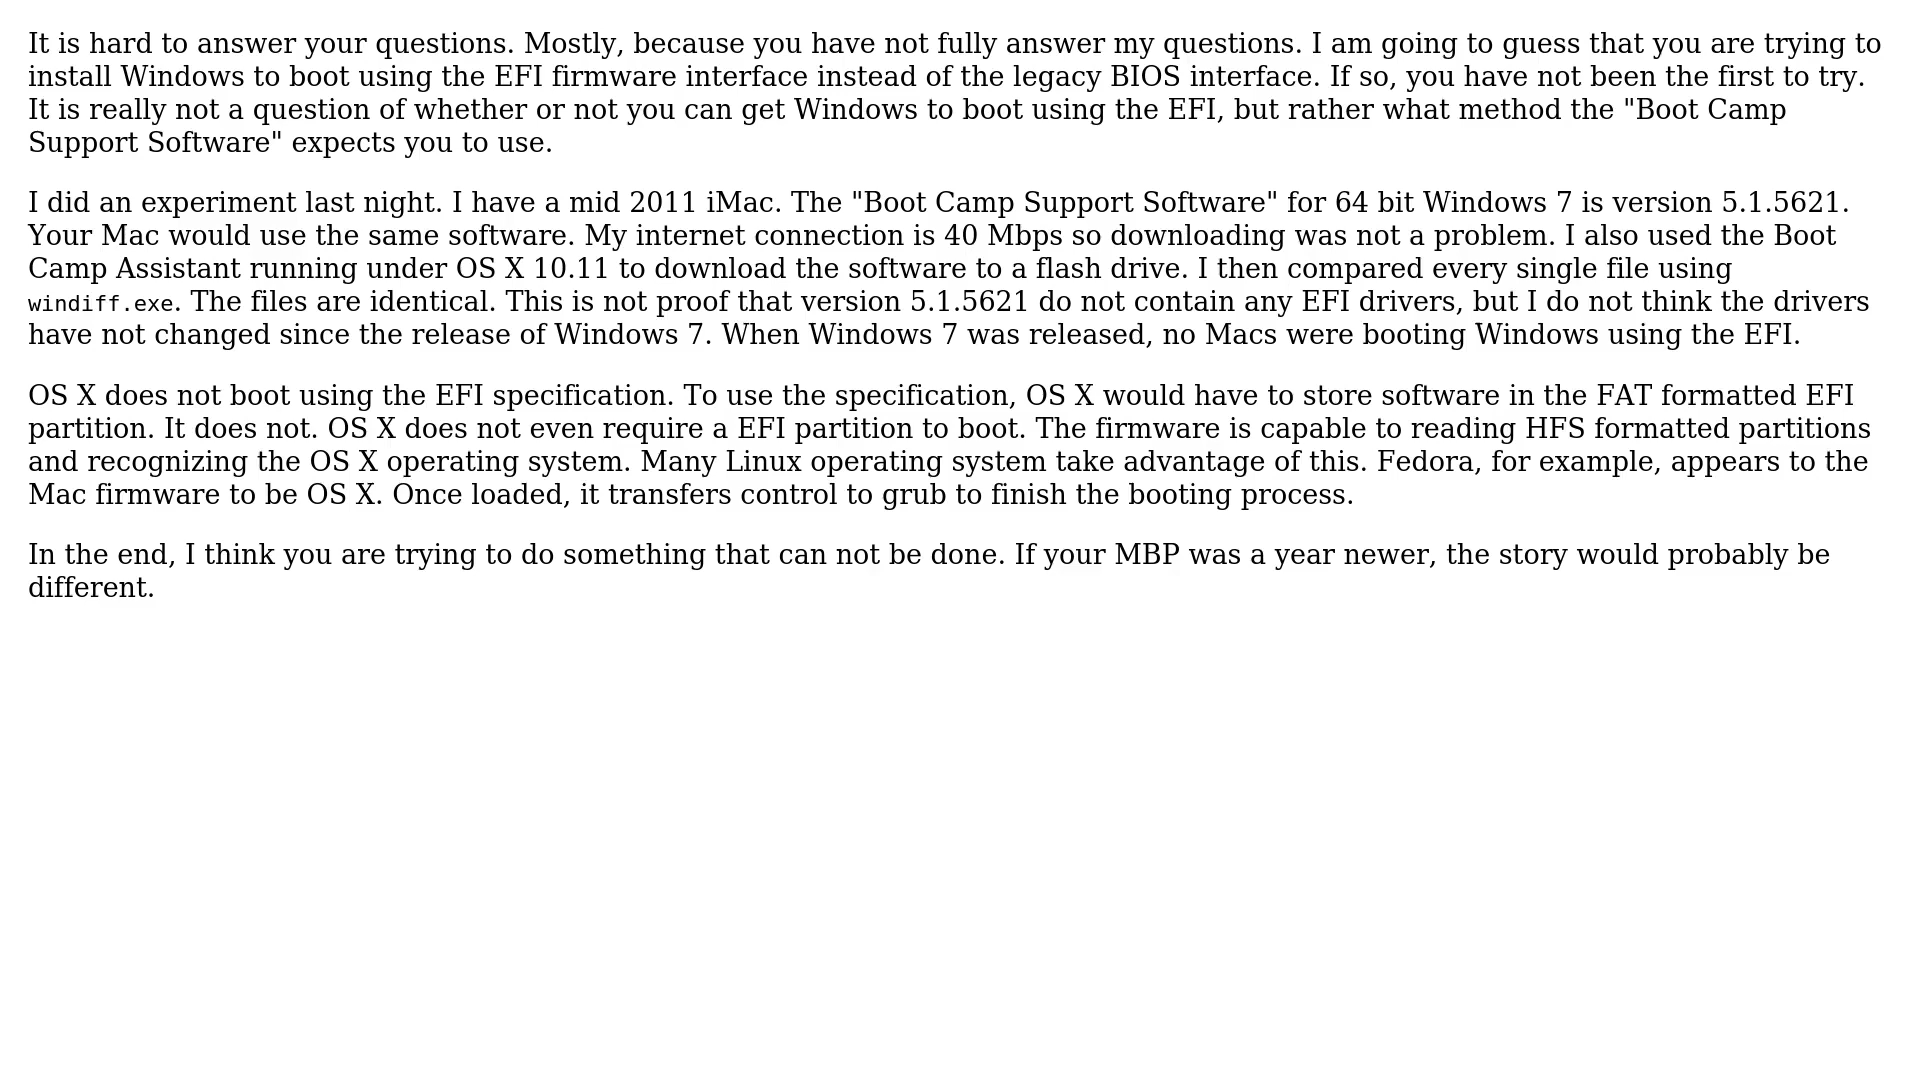 It is hard to answer your questions. Mostly, because you have not fully answer my questions. I am going to guess that you are trying to
install Windows to boot using the EFI firmware interface instead of the legacy BIOS interface. If so, you have not been the first to try.
It is really not a question of whether or not you can get Windows to boot using the EFI, but rather what method the "Boot Camp
Support Software" expects you to use.
I did an experiment last night. I have a mid 2011 iMac. The "Boot Camp Support Software" for 64 bit Windows 7 is version 5.1.5621.
Your Mac would use the same software. My internet connection is 40 Mbps so downloading was not a problem. I also used the Boot
Camp Assistant running under OS X 10.11 to download the software to a flash drive. I then compared every single file using
windiff.exe. The files are identical. This is not proof that version 5.1.5621 do not contain any EFI drivers, but I do not think the drivers
have not changed since the release of Windows 7. When Windows 7 was released, no Macs were booting Windows using the EFI.
OS X does not boot using the EFI specification. To use the specification, OS X would have to store software in the FAT formatted EFI
partition. It does not. OS X does not even require a EFI partition to boot. The firmware is capable to reading HFS formatted partitions
and recognizing the OS X operating system. Many Linux operating system take advantage of this. Fedora, for example, appears to the
Mac firmware to be OS X. Once loaded, it transfers control to grub to finish the booting process.
In the end, I think you are trying to do something that can not be done. If your MBP was a year newer, the story would probably be
different.